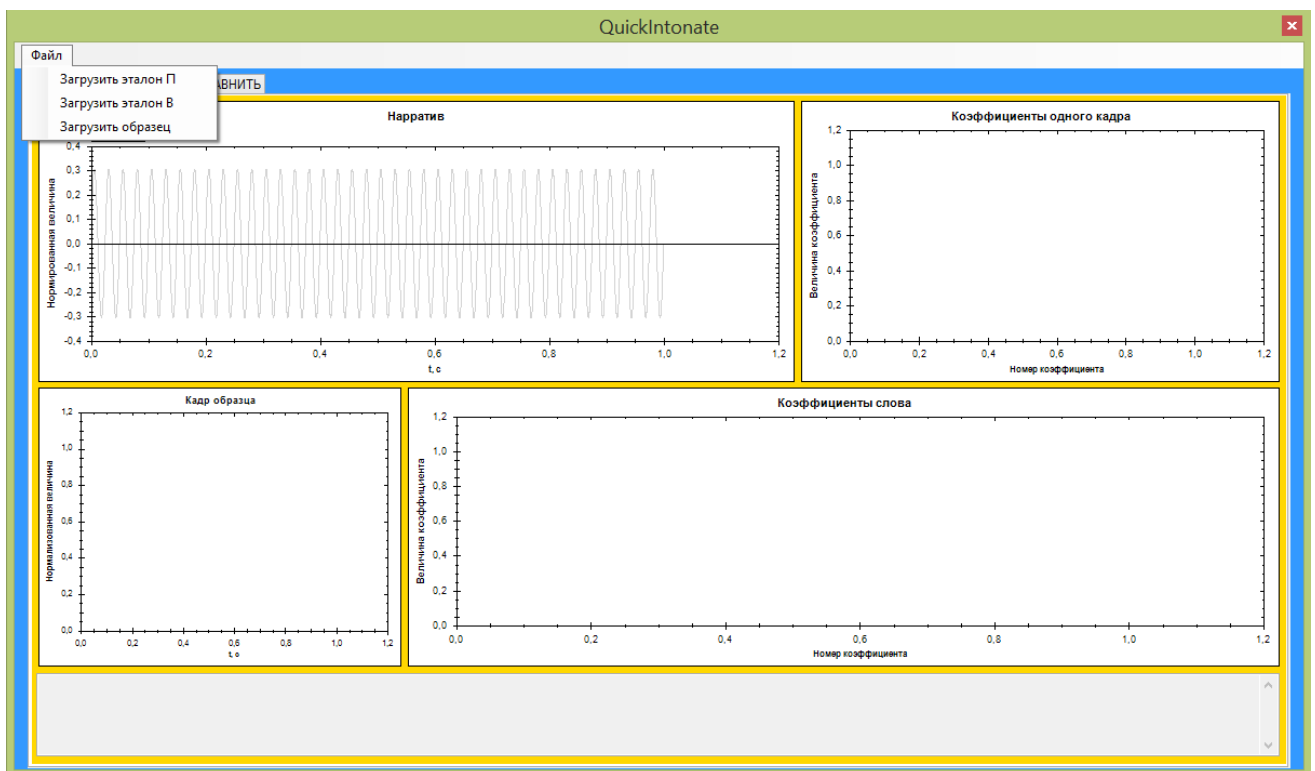 QuickIntonate
Файл
Загрузить эталон П
Загрузить эталон В
Загрузить образец
АВНИТЬ
Нарратив
Нормированная величина
0,4
0,3
0,2
0,1
0,0
-0,1
-0,2
-0,3
-0,4
0,0 0,2 0,4 0,6 0,8 1,0 1,2
t, c
Коэффициенты одного кадра
Величина коэффициента
1,2
1,0
0,8
0,6
0,4
0,2
0,0
0,0 0,2 0,4 0,6 0,8 1,0 1,2
Номер коэффициента
Кадр образца
Нормализованная величина
1,2
1,0
0,8
0,6
0,4
0,2
0,0
0,0 0,2 0,4 0,6 0,8 1,0 1,2
t, c
Коэффициенты слова
Величина коэффициента
1,2
1,0
0,8
0,6
0,4
0,2
0,0
0,0 0,2 0,4 0,6 0,8 1,0 1,2
Номер коэффициента